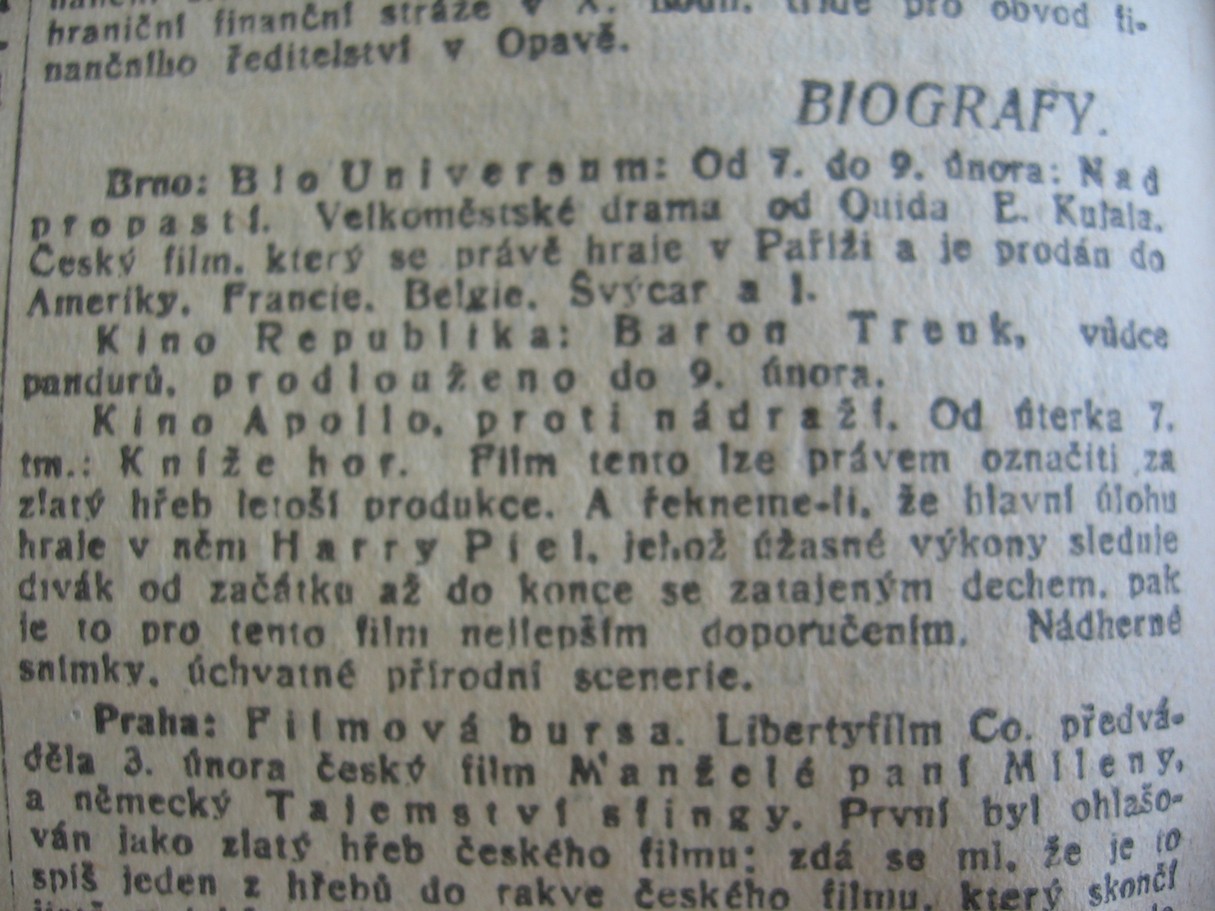 hraniční finanční stráže v X. třídě pro obvod fi-
nančního ředitelství v Opavě.
BIOGRAFY.
Brno: Bio Universum: Od 7. do 9. února: Nad
propastí. Velkoměstské drama od Quida E. Kujala.
Český film, který se právě hraje v Paříži a je prodán do
Ameriky, Francie, Belgie, Švýcar a j.
Kino Republika: Baron Trenk, vůdce
pandurů, prodlouženo do 9. února.
Kino Apollo, proti nádraží. Od úterka 7.
tm.: Kníže hor. Film tento lze právem označiti za
zlatý hřeb letoší produkce. A řekneme-li, že hlavní úlohu
hraje v něm Harry Piel, jehož úžasné výkony sleduje
divák od začátku až do konce se zatajeným dechem, pak
je to pro tento film nejlepším doporučením. Nádherné
snímky, úchvatné přírodní scenerie.
Praha: Filmová bursa. Libertyfilm Co. předvá-
děla 3. února český film Manželé paní Mileny,
a německý Tajemství sfingy. První byl ohlašo-
ván jako zlatý hřeb českého filmu; zdá se mi, že je to
spíš jeden z hřebů do rakve českého filmu, který skončí